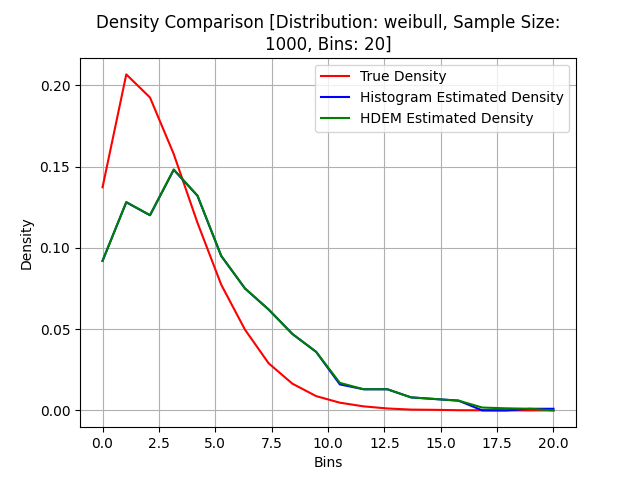 Density Comparison [Distribution: weibull, Sample Size:
1000, Bins: 20]
True Density
Histogram Estimated Density
HDEM Estimated Density
Density
0.20
0.15
0.10
0.05
0.00
0.0 2.5 5.0 7.5 10.0 12.5 15.0 17.5 20.0
Bins